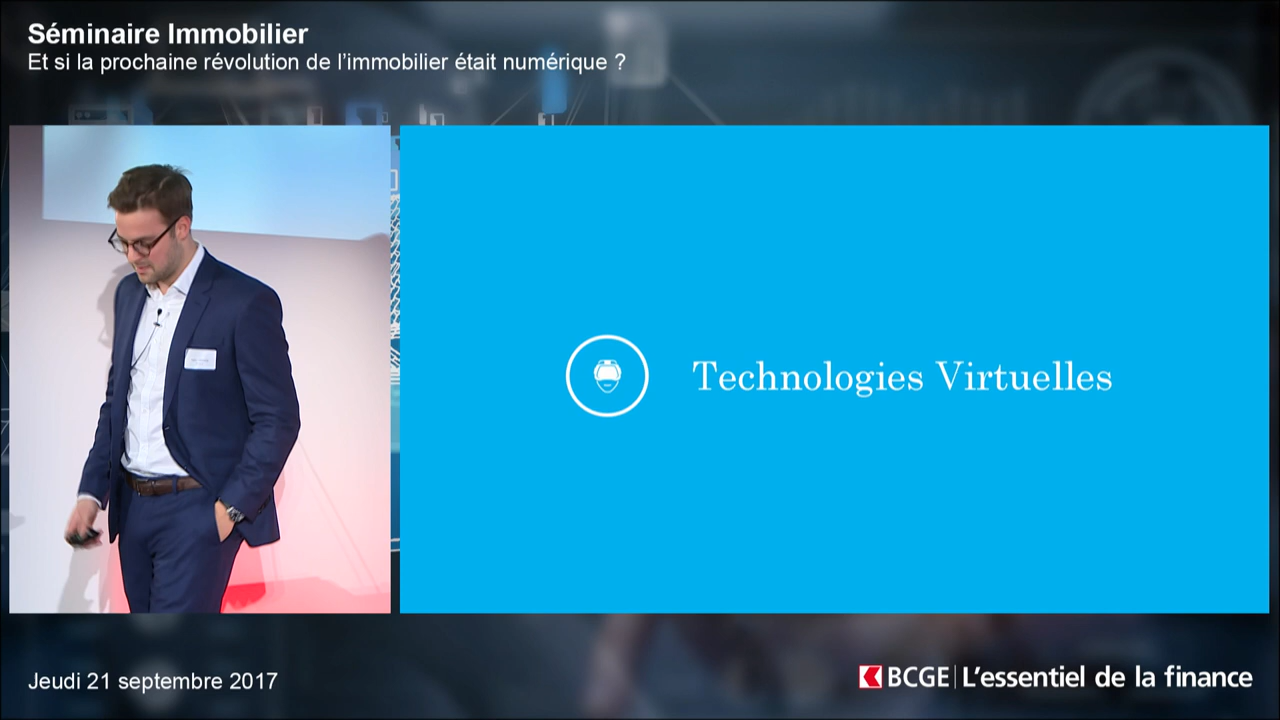 Séminaire Immobilier
Et si la prochaine révolution de l'immobilier était numérique ?
Technologies Virtuelles
Jeudi 21 septembre 2017
BCGE L'essentiel de la finance